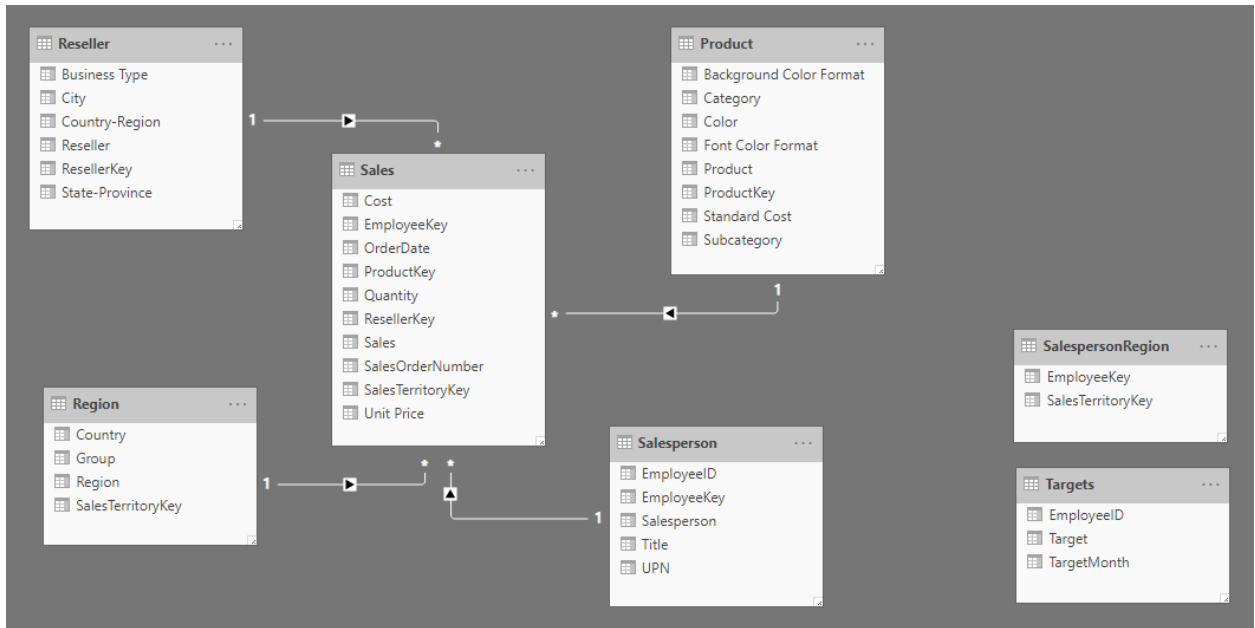 Reseller
Business Type
City
Country-Region
Reseller
ResellerKey
State-Province
1
*
Product
Background Color Format
Category
Color
Font Color Format
Product
ProductKey
Standard Cost
Subcategory
1
*
Sales
Cost
EmployeeKey
OrderDate
ProductKey
Quantity
ResellerKey
Sales
SalesOrderNumber
SalesTerritoryKey
Unit Price
SalespersonRegion
EmployeeKey
SalesTerritoryKey
Region
Country
Group
Region
SalesTerritoryKey
1
*
*
1
Salesperson
EmployeeID
EmployeeKey
Salesperson
Title
UPN
Targets
EmployeeID
Target
TargetMonth